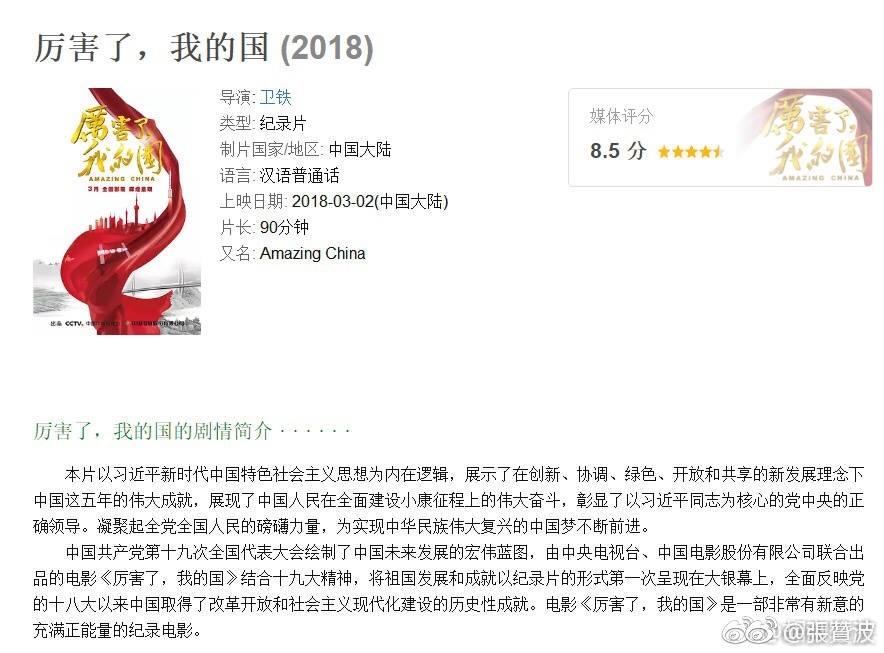 厉害了，我的国 (2018)
厲害了，
我的國
AMAZING CHINA
3月 全国影院 辉煌呈现
导演: 卫铁
类型: 纪录片
制片国家/地区: 中国大陆
语言: 汉语普通话
上映日期: 2018-03-02(中国大陆)
片长: 90分钟
又名: Amazing China
媒体评分
8.5 分
厲害了,
我的國
AMAZING CHINA
出品 CCTV.
厉害了，我的国的剧情简介 · · · · · ·
本片以习近平新时代中国特色社会主义思想为内在逻辑，展示了在创新、协调、绿色、开放和共享的新发展理念下
中国这五年的伟大成就，展现了中国人民在全面建设小康征程上的伟大奋斗，彰显了以习近平同志为核心的党中央的正
确领导。凝聚起全党全国人民的磅礴力量，为实现中华民族伟大复兴的中国梦不断前进。
中国共产党第十九次全国代表大会绘制了中国未来发展的宏伟蓝图，由中央电视台、中国电影股份有限公司联合出
品的电影《厉害了，我的国》结合十九大精神，将祖国发展和成就以纪录片的形式第一次呈现在大银幕上，全面反映党
的十八大以来中国取得了改革开放和社会主义现代化建设的历史性成就。电影《厉害了，我的国》是一部非常有新意的
充满正能量的纪录电影。
@張贊波